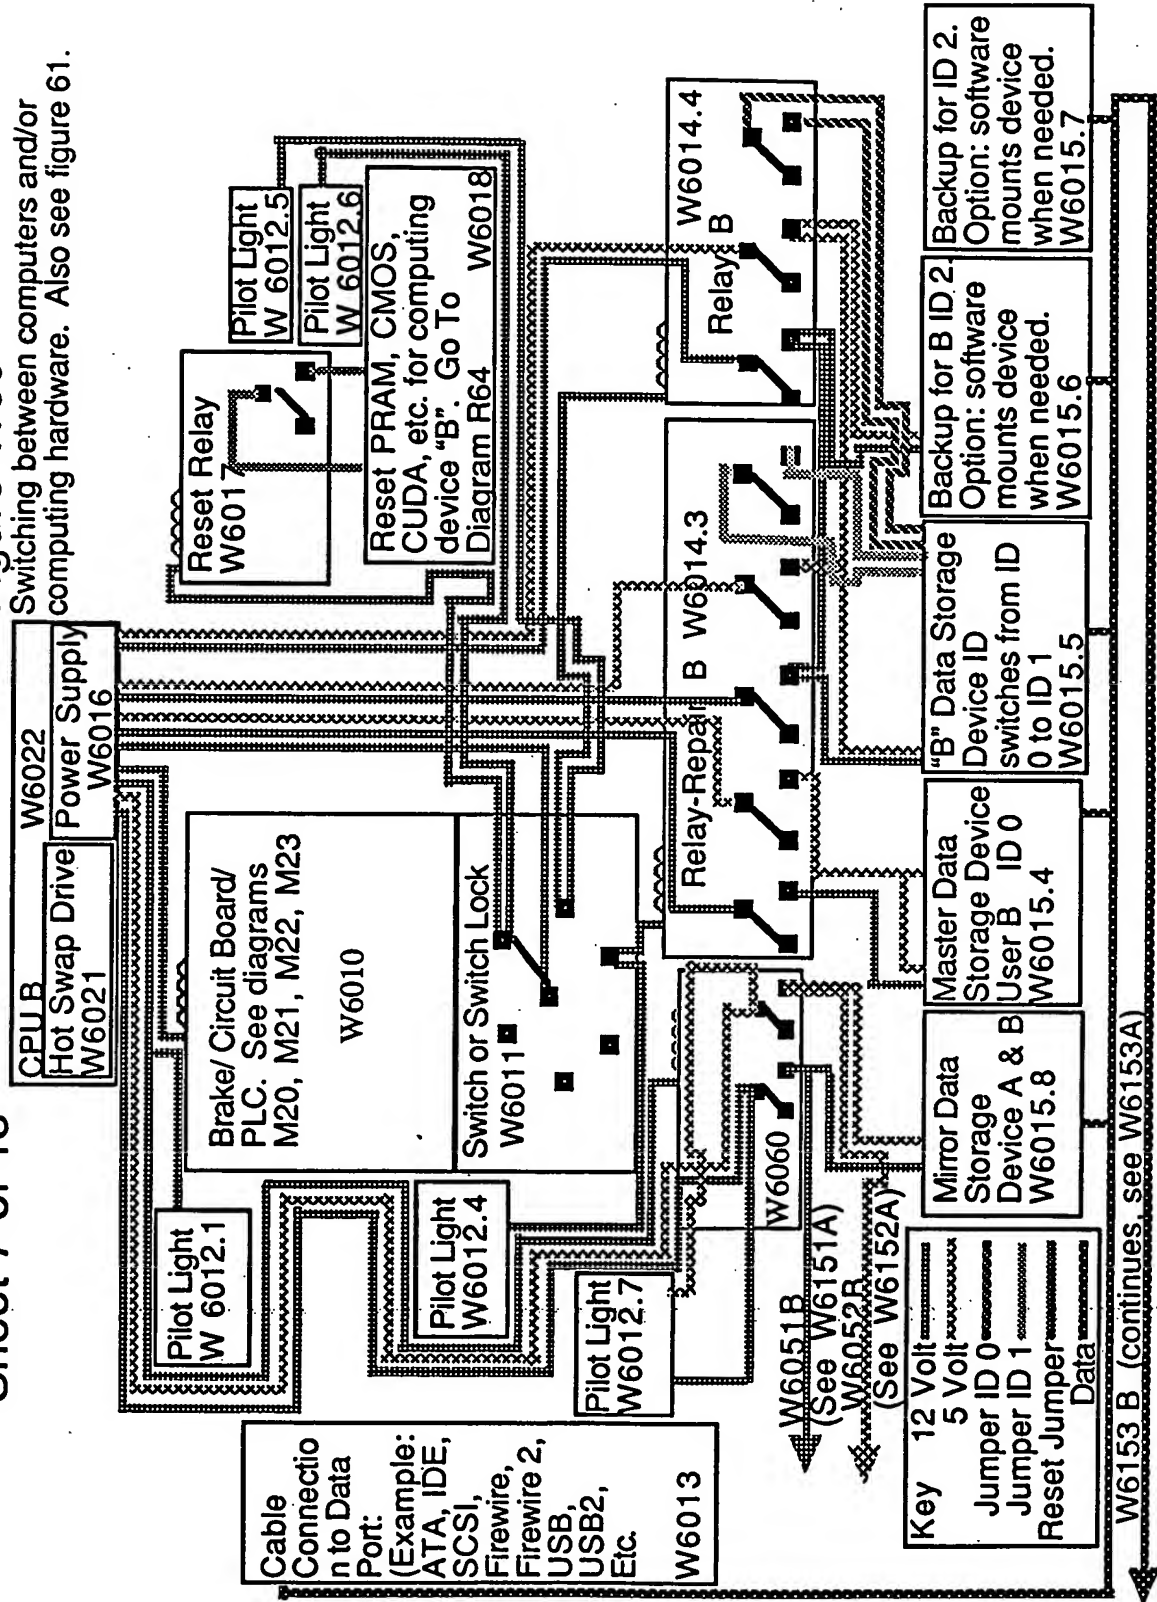 Switching between computers and/or
computing hardware. Also see figure 61.
CPU B
W6022
Hot Swap Drive
W6021
Power Supply
W6016
Pilot Light
W 6012.5
Pilot Light
W 6012.6
Reset Relay
W6017
Reset PRAM, CMOS,
CUDA, etc. for computing
device "B". Go To
Diagram R64
W6018
Brake/ Circuit Board/
PLC. See diagrams
M20, M21, M22, M23
W6010
Switch or Switch Lock
W6011
Pilot Light
W 6012.1
Pilot Light
W6012.4
Pilot Light
W6012.7
W6060
Relay-Repair B W6014.3
Relay B
W6014.4
Cable
Connectio
n to Data
Port:
(Example:
ATA, IDE,
SCSI,
Firewire,
Firewire 2,
USB,
USB2,
Etc.
W6013
W6051B
(See W6151A)
W6052B
(See W6152A)
Key
12 Volt
5 Volt
Jumper ID 0
Jumper ID 1
Reset Jumper
Data
Mirror Data
Storage
Device A & B
W6015.8
Master Data
Storage Device
User B ID 0
W6015.4
"B" Data Storage
Device ID
switches from ID
0 to ID 1
W6015.5
Backup for B ID 2.
Option: software
mounts device
when needed.
W6015.6
Backup for ID 2.
Option: software
mounts device
when needed.
W6015.7
W6153 B (continues, see W6153A)